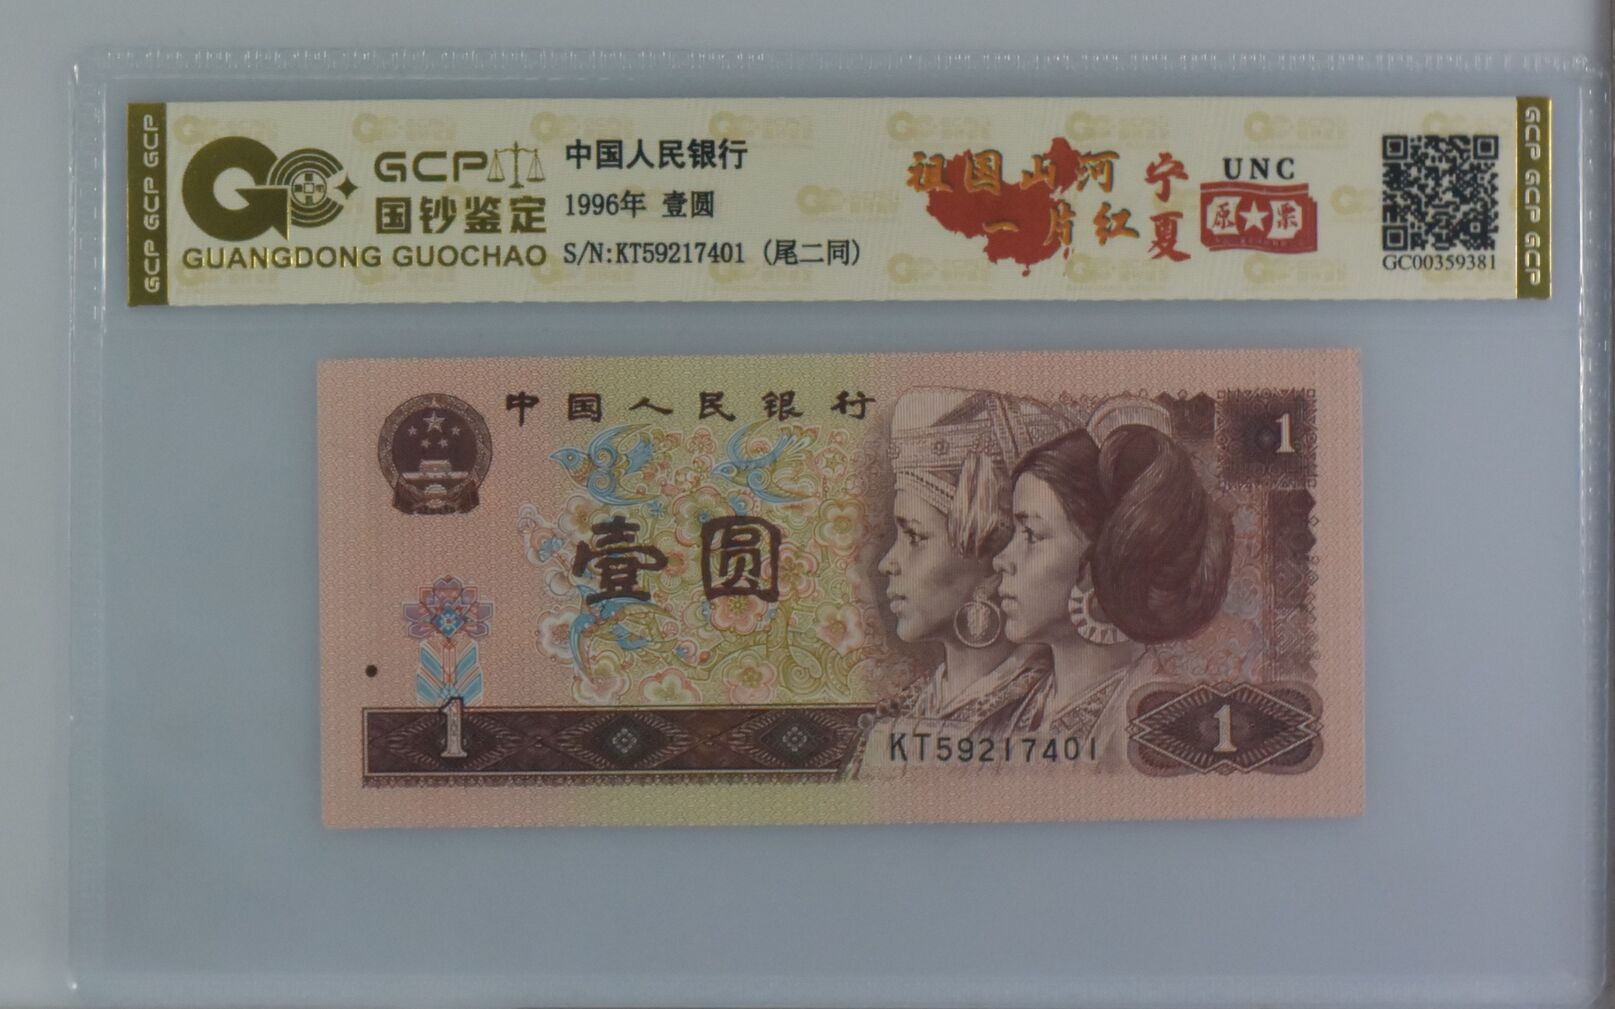 GCP GCP GCP
GCP
国钞鉴定
GUANGDONG GUOCHAO
中国人民银行
1996年 壹圆
S/N:KT59217401 (尾二同)
祖国山河
一片红
宁夏
UNC
原★票
GC00359381
GCP GCP GCP
中国人民银行
1
壹圆
1
KT59217401
1